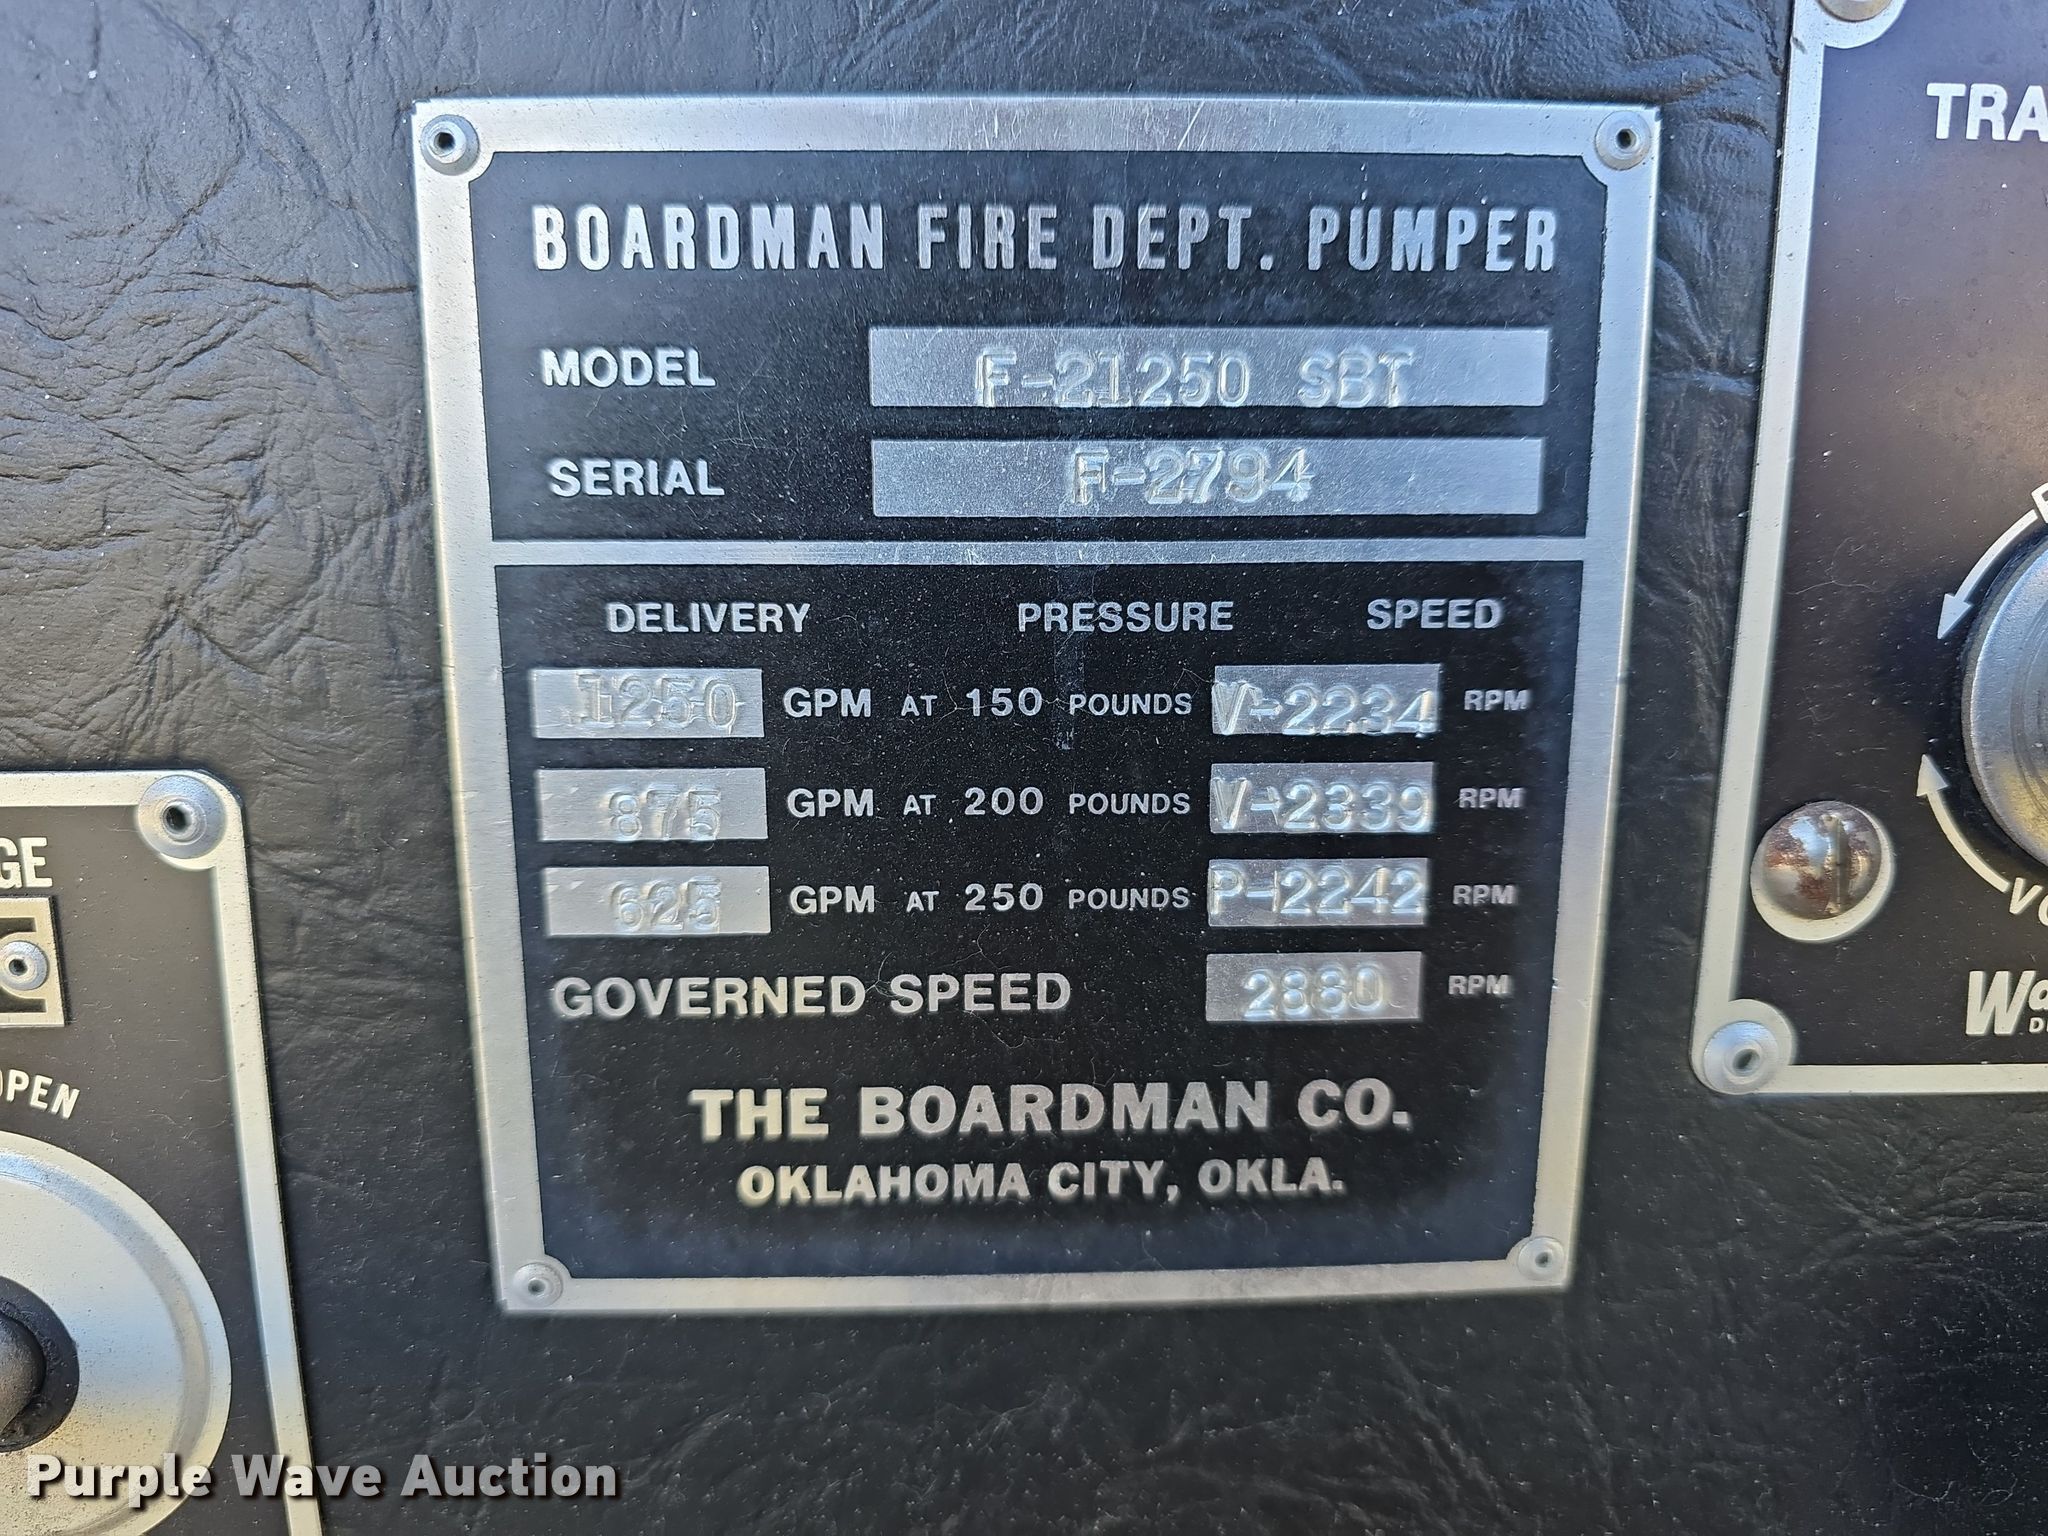 BOARDMAN FIRE DEPT. PUMPER
MODEL F-21250 SBT
SERIAL F-2794
DELIVERY PRESSURE SPEED
1250 GPM AT 150 POUNDS V-2234 RPM
875 GPM AT 200 POUNDS V-2339 RPM
625 GPM AT 250 POUNDS P-2242 RPM
GOVERNED SPEED 2880 RPM
THE BOARDMAN CO.
OKLAHOMA CITY, OKLA.
TRA
GE
OPEN
Wa
Purple Wave Auction